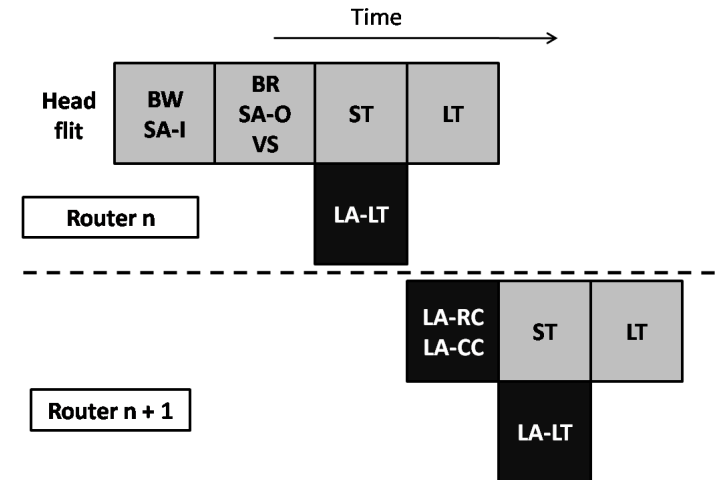 Time
Head
flit
BW
SA-I
BR
SA-O
VS
ST
LT
Router n
LA-LT
LA-RC
LA-CC
ST
LT
Router n + 1
LA-LT